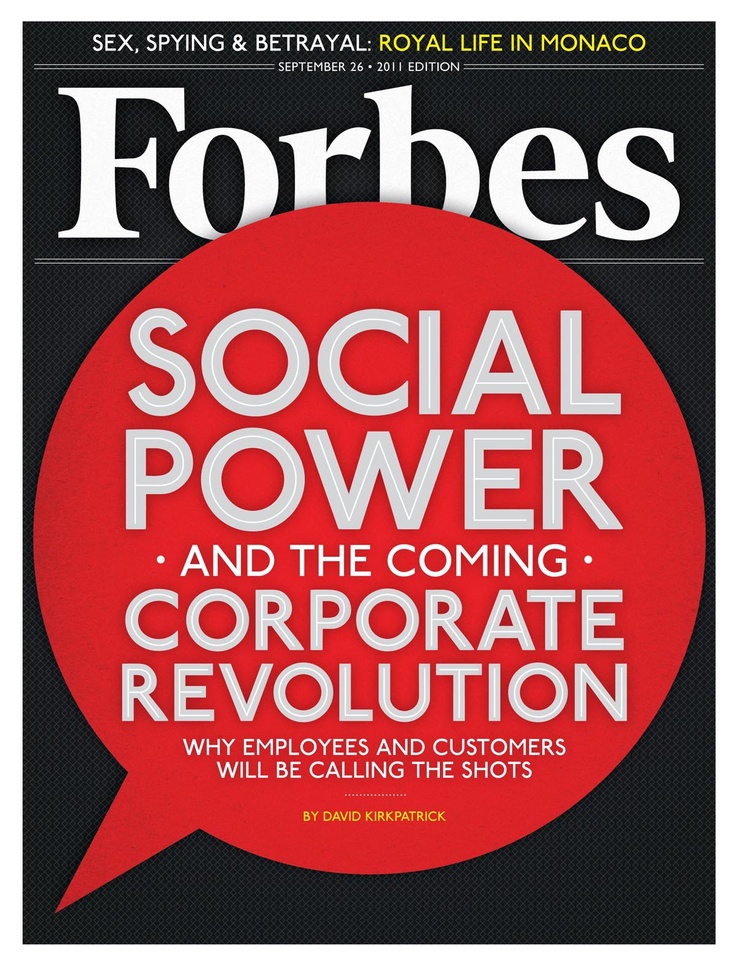 SEX, SPYING & BETRAYAL: ROYAL LIFE IN MONACO
SEPTEMBER 26 • 2011 EDITION
Forbes
SOCIAL
POWER
• AND THE COMING •
CORPORATE
REVOLUTION
WHY EMPLOYEES AND CUSTOMERS
WILL BE CALLING THE SHOTS
BY DAVID KIRKPATRICK